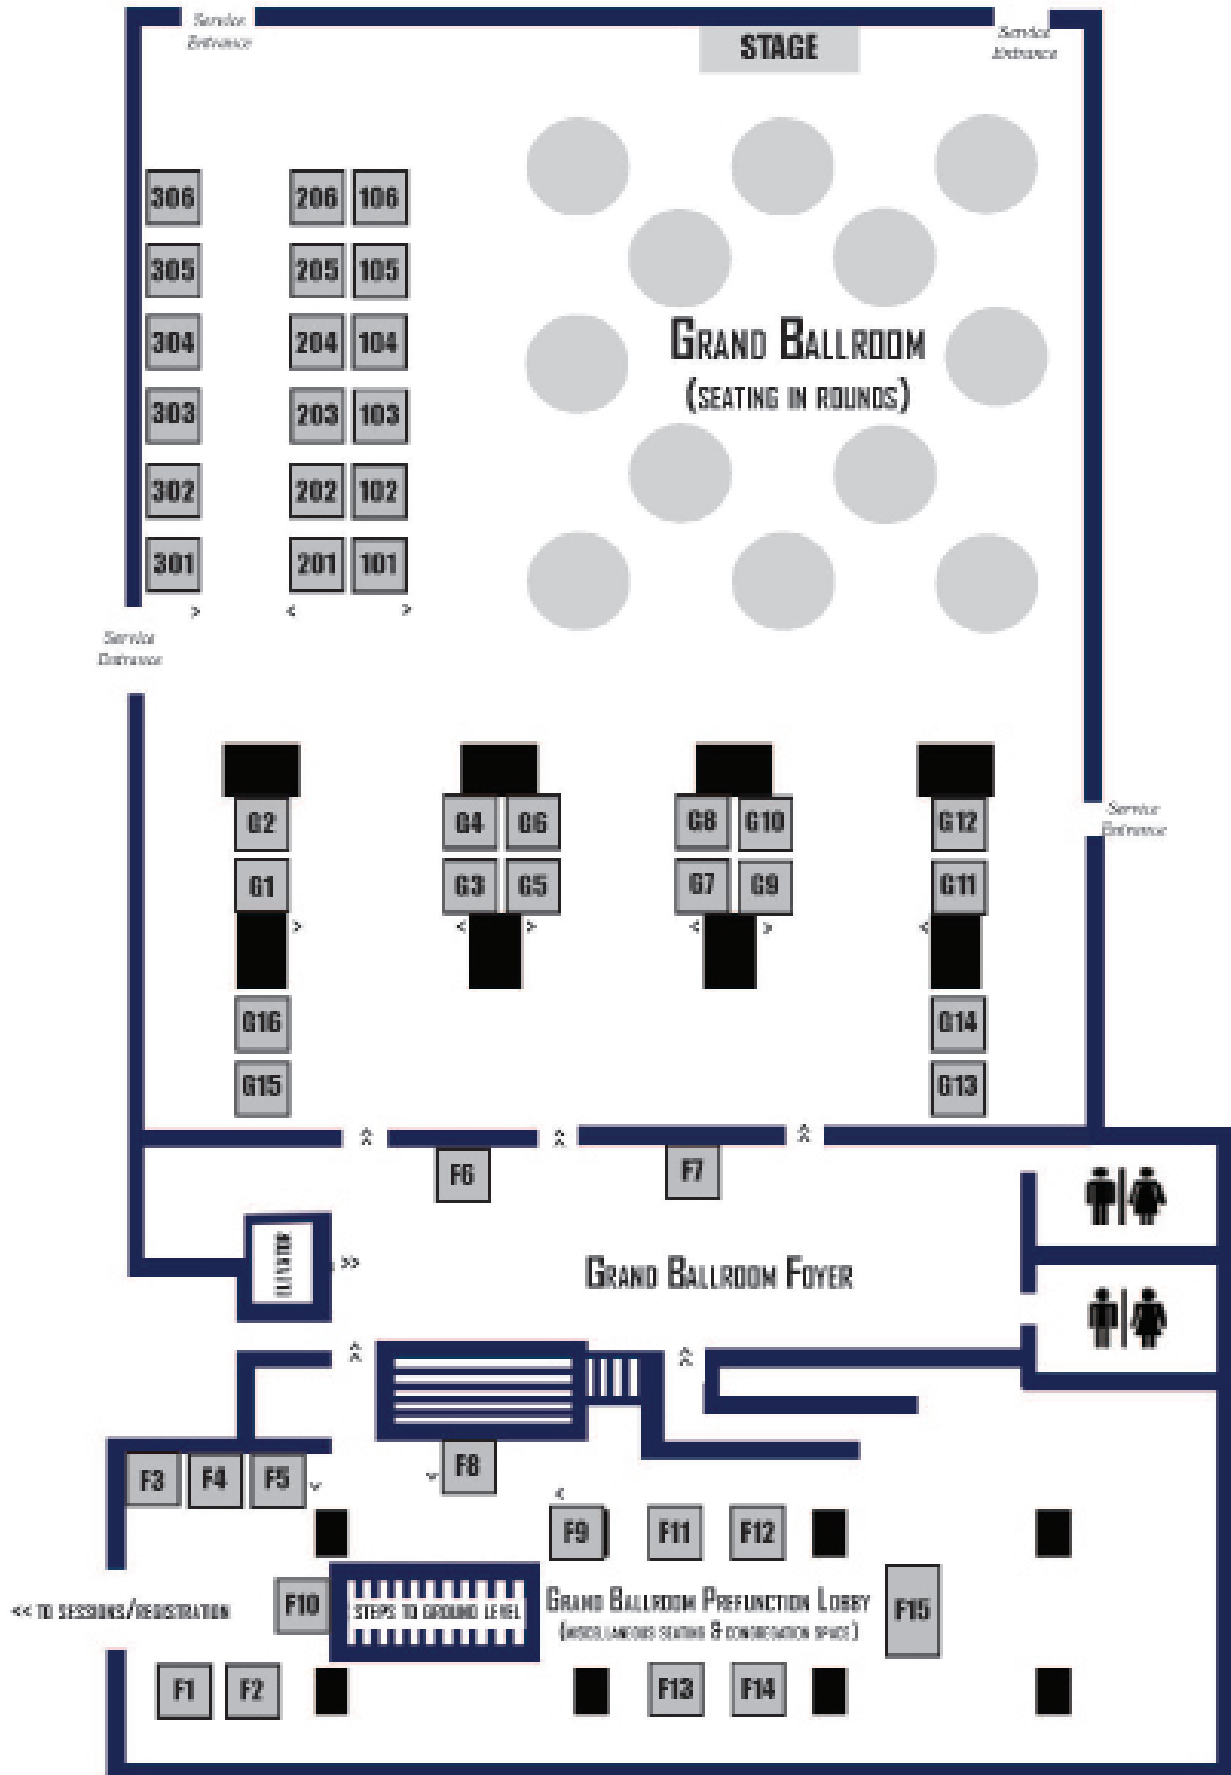 Service
Entrance
STAGE
Service
Entrance
306 206 106
305 205 105
304 204 104
303 203 103
302 202 102
301 201 101
> < >
GRAND BALLROOM
(SEATING IN ROUNDS)
Service
Entrance
Service
Entrance
G2 G4 G6 G8 G10 G12
G1 G3 G5 G7 G9 G11
> < > < > <
G16 G14
G15 G13
F6 F7
ELEVATOR
>>
GRAND BALLROOM FOYER
F3 F4 F5 F8
F9 F11 F12
<< TO SESSIONS/REGISTRATION
F10
STEPS TO GROUND LEVEL
GRAND BALLROOM PREFUNCTION LOBBY
(MISCELLANEOUS SEATING & CONGREGATION SPACE)
F15
F1 F2 F13 F14